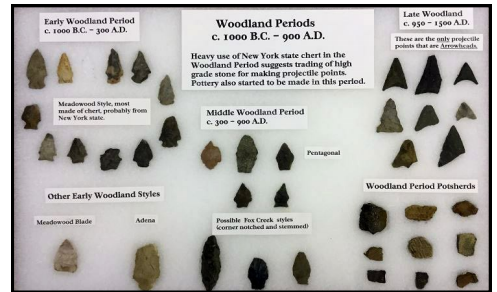 Early Woodland Period
c. 1000 B.C. – 300 A.D.
Woodland Periods
c. 1000 B.C. – 900 A.D.
Heavy use of New York state chert in the
Woodland Period suggests trading of high
grade stone for making projectile points.
Pottery also started to be made in this period.
Late Woodland
c. 950 – 1500 A.D.
These are the only projectile
points that are Arrowheads.
Meadowood Style, most
made of chert, probably from
New York state.
Middle Woodland Period
c. 300 – 900 A.D.
Pentagonal
Other Early Woodland Styles
Meadowood Blade
Adena
Possible Fox Creek styles
(corner notched and stemmed)
Woodland Period Potsherds